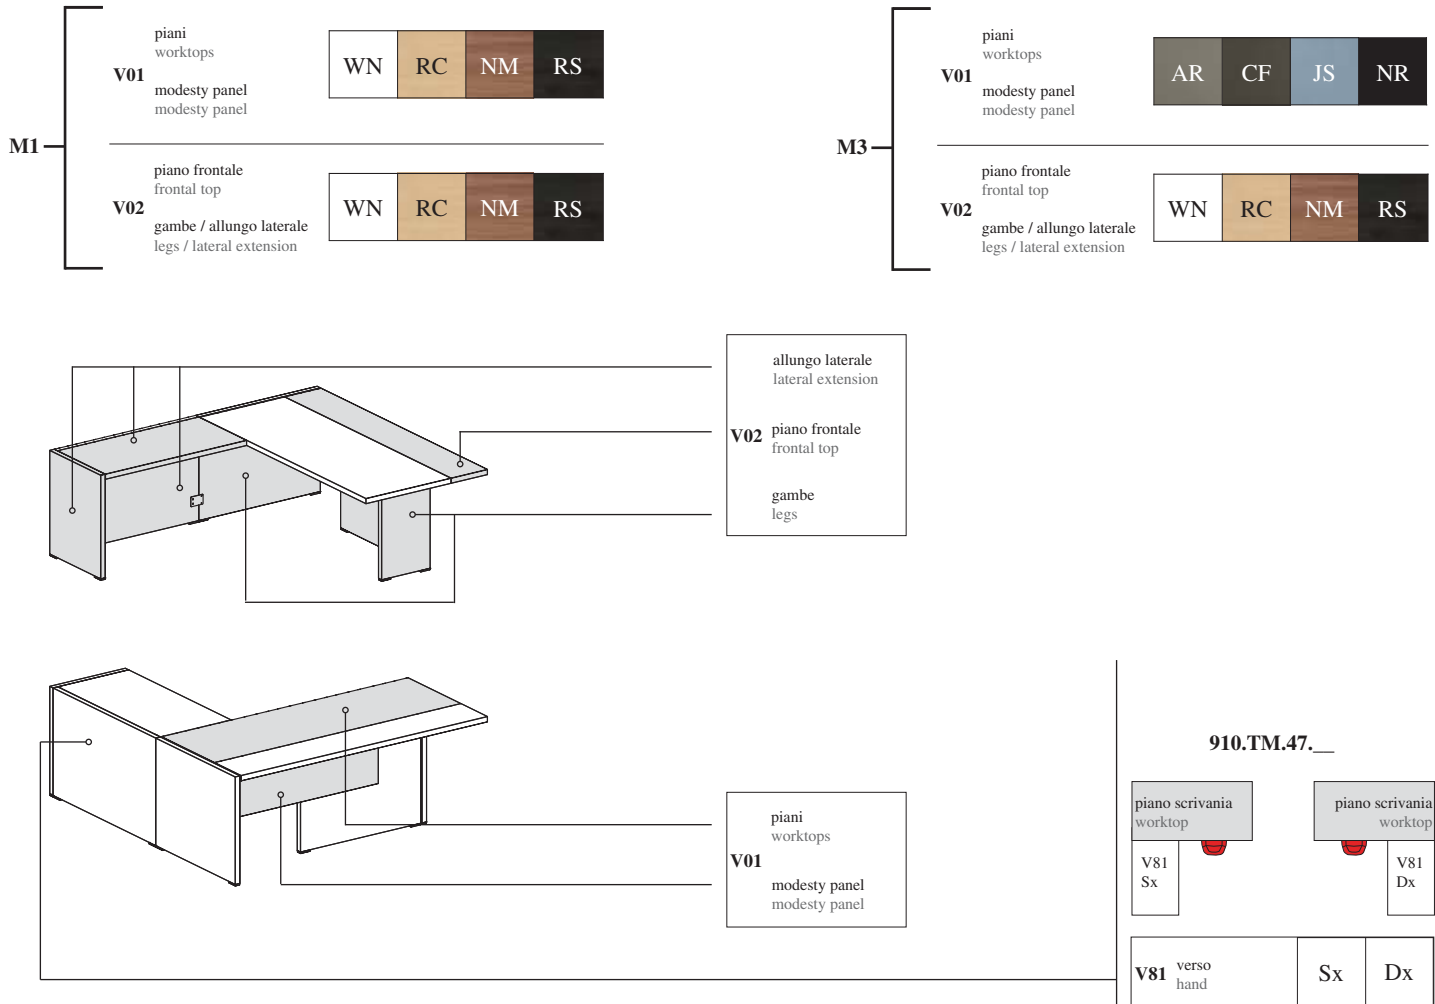 M1
V01
piani
worktops
modesty panel
modesty panel
WN RC NM RS
V02
piano frontale
frontal top
gambe / allungo laterale
legs / lateral extension
WN RC NM RS
M3
V01
piani
worktops
modesty panel
modesty panel
AR CF JS NR
V02
piano frontale
frontal top
gambe / allungo laterale
legs / lateral extension
WN RC NM RS
allungo laterale
lateral extension
V02
piano frontale
frontal top
gambe
legs
piani
worktops
V01
modesty panel
modesty panel
910.TM.47.__
piano scrivania
worktop
V81
Sx
piano scrivania
worktop
V81
Dx
V81
verso
hand
Sx Dx